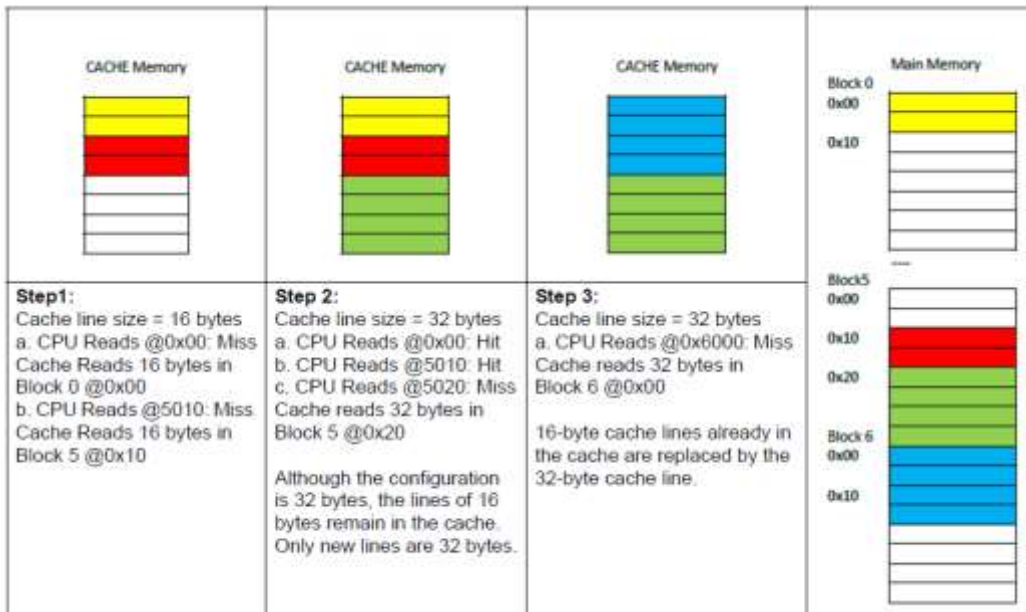 CACHE Memory
CACHE Memory
CACHE Memory
Main Memory
Block 0
0x00
0x10
----
Block5
0x00
0x10
0x20
Block 6
0x00
0x10
Step1:
Cache line size = 16 bytes
a. CPU Reads @0x00: Miss
Cache Reads 16 bytes in
Block 0 @0x00
b. CPU Reads @5010: Miss
Cache Reads 16 bytes in
Block 5 @0x10
Step 2:
Cache line size = 32 bytes
a. CPU Reads @0x00: Hit
b. CPU Reads @5010: Hit
c. CPU Reads @5020: Miss
Cache reads 32 bytes in
Block 5 @0x20
Although the configuration
is 32 bytes, the lines of 16
bytes remain in the cache.
Only new lines are 32 bytes.
Step 3:
Cache line size = 32 bytes
a. CPU Reads @0x6000: Miss
Cache reads 32 bytes in
Block 6 @0x00
16-byte cache lines already in
the cache are replaced by the
32-byte cache line.